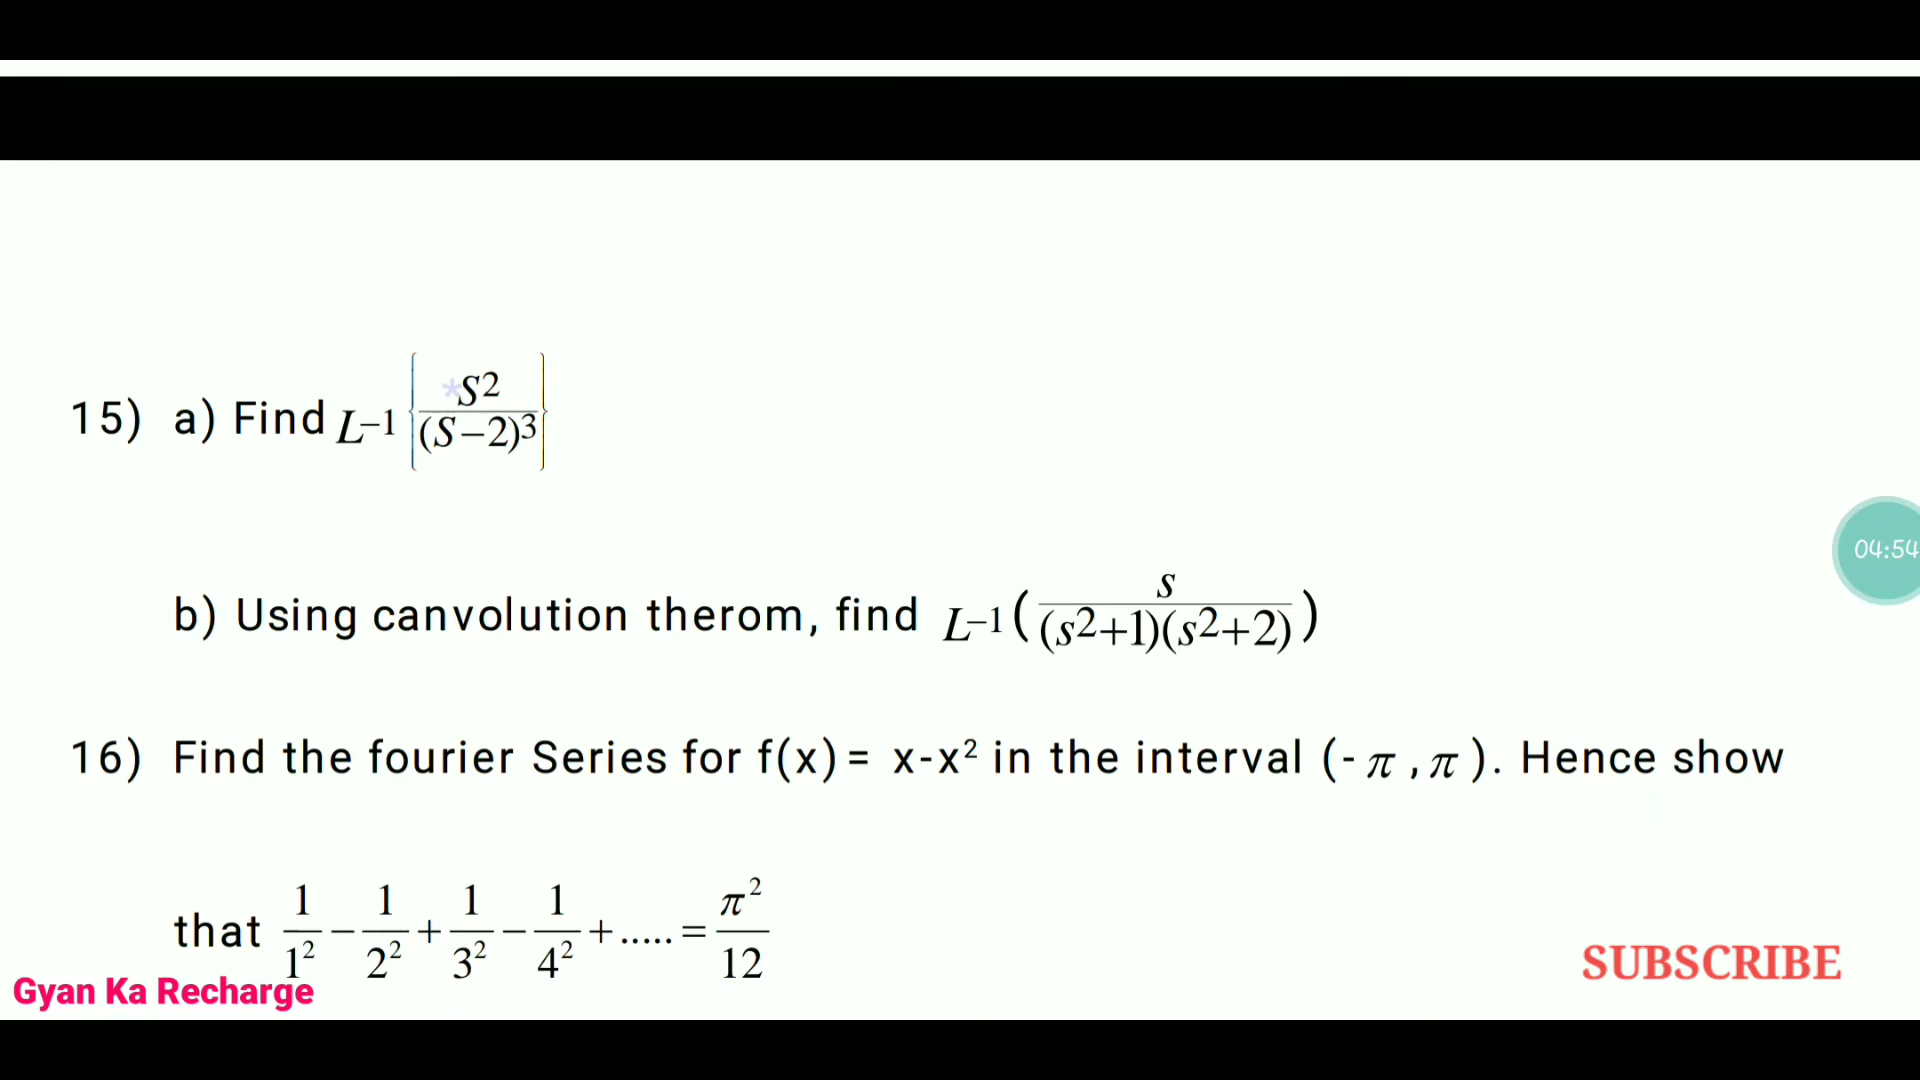 15) a) Find L-1 {*S2/(S-2)3}
04:54
b) Using canvolution therom, find L-1(s/(s2+1)(s2+2))
16) Find the fourier Series for f(x)= x-x² in the interval (-π,π). Hence show
that 1/1² - 1/2² + 1/3² - 1/4² + ..... = π²/12
SUBSCRIBE
Gyan Ka Recharge